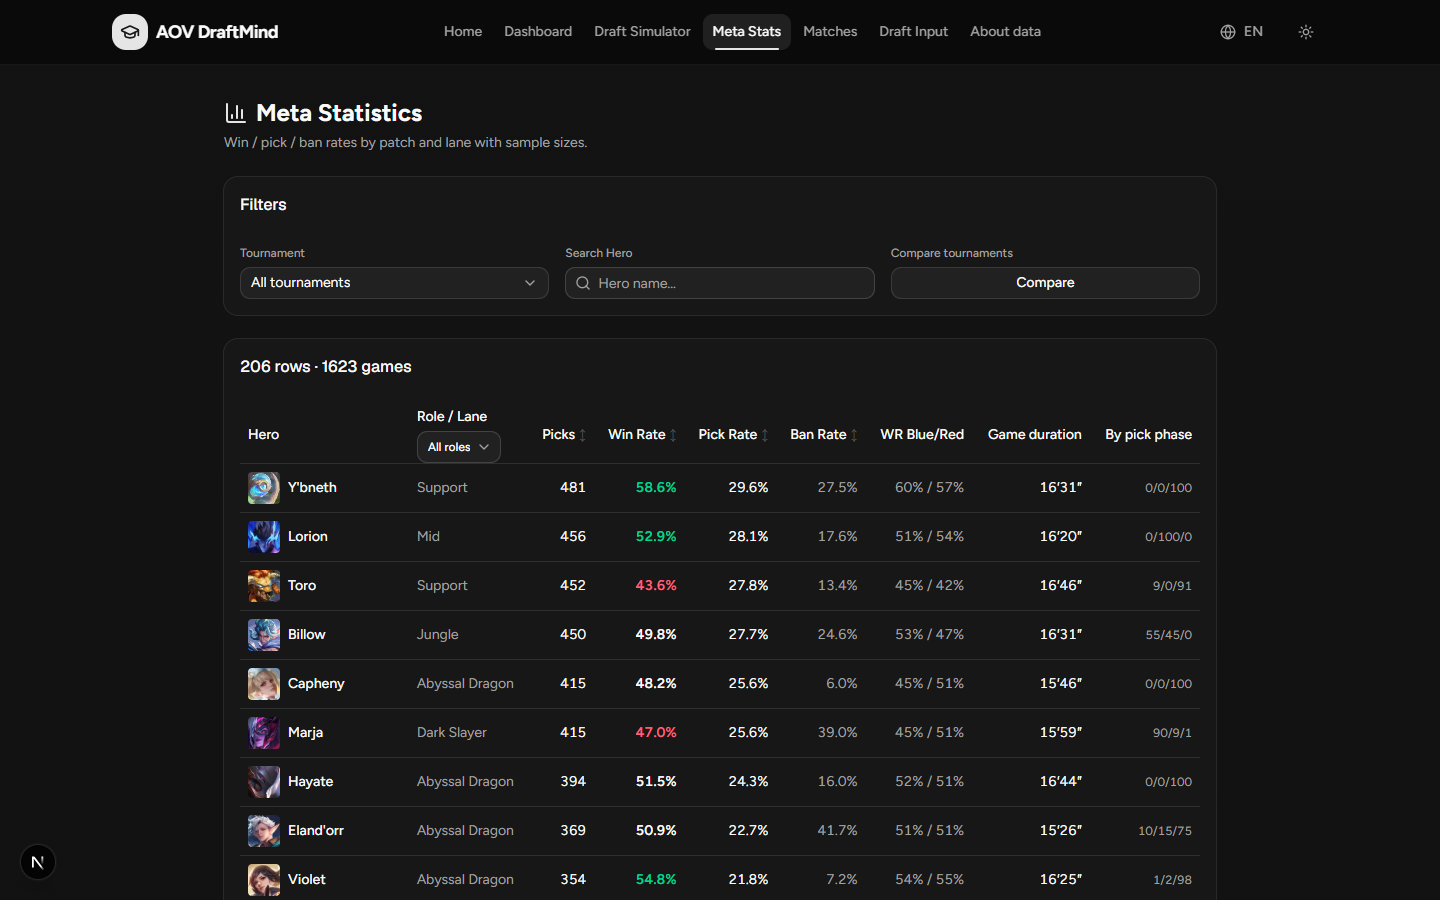 AOV DraftMind Home Dashboard Draft Simulator Meta Stats Matches Draft Input About data EN
Meta Statistics
Win / pick / ban rates by patch and lane with sample sizes.
Filters
Tournament Search Hero Compare tournaments
All tournaments Hero name... Compare
206 rows · 1623 games
Role / Lane
Hero All roles Picks Win Rate Pick Rate Ban Rate WR Blue/Red Game duration By pick phase
Y'bneth Support 481 58.6% 29.6% 27.5% 60% / 57% 16′31″ 0/0/100
Lorion Mid 456 52.9% 28.1% 17.6% 51% / 54% 16′20″ 0/100/0
Toro Support 452 43.6% 27.8% 13.4% 45% / 42% 16′46″ 9/0/91
Billow Jungle 450 49.8% 27.7% 24.6% 53% / 47% 16′31″ 55/45/0
Capheny Abyssal Dragon 415 48.2% 25.6% 6.0% 45% / 51% 15′46″ 0/0/100
Marja Dark Slayer 415 47.0% 25.6% 39.0% 45% / 51% 15′59″ 90/9/1
Hayate Abyssal Dragon 394 51.5% 24.3% 16.0% 52% / 51% 16′44″ 0/0/100
Eland'orr Abyssal Dragon 369 50.9% 22.7% 41.7% 51% / 51% 15′26″ 10/15/75
Violet Abyssal Dragon 354 54.8% 21.8% 7.2% 54% / 55% 16′25″ 1/2/98
N